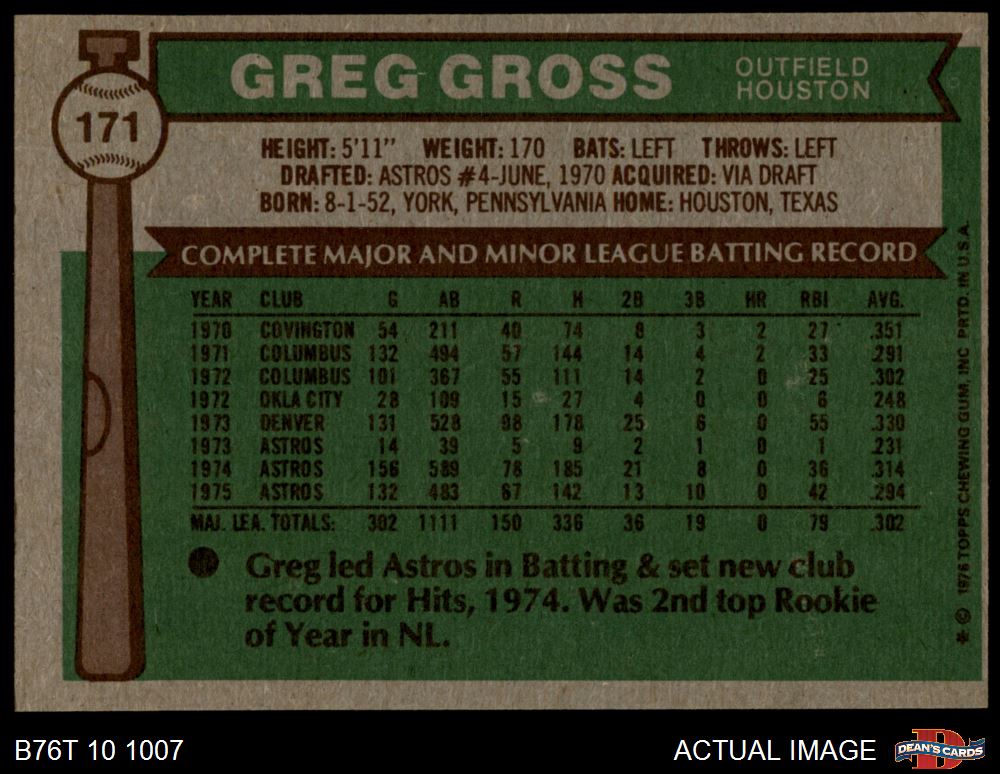 GREG GROSS
OUTFIELD
HOUSTON
171
HEIGHT: 5'11" WEIGHT: 170 BATS: LEFT THROWS: LEFT
DRAFTED: ASTROS #4-JUNE, 1970 ACQUIRED: VIA DRAFT
BORN: 8-1-52, YORK, PENNSYLVANIA HOME: HOUSTON, TEXAS
COMPLETE MAJOR AND MINOR LEAGUE BATTING RECORD
YEAR CLUB G AB R H 2B 3B HR RBI AVG.
1970 COVINGTON 54 211 40 74 8 3 2 27 .351
1971 COLUMBUS 132 494 57 144 14 4 2 33 .291
1972 COLUMBUS 101 367 55 111 14 2 0 25 .302
1972 OKLA CITY 28 109 15 27 4 0 0 6 .248
1973 DENVER 131 528 98 178 25 6 0 55 .330
1973 ASTROS 14 39 5 9 2 1 0 1 .231
1974 ASTROS 156 589 78 185 21 8 0 36 .314
1975 ASTROS 132 483 67 142 13 10 0 42 .294
MAJ. LEA. TOTALS: 302 1111 150 336 36 19 0 79 .302
Greg led Astros in Batting & set new club
record for Hits, 1974. Was 2nd top Rookie
of Year in NL.
* © 1976 TOPPS CHEWING GUM, INC PRTD. IN U.S.A.
B76T 10 1007
ACTUAL IMAGE
D
DEAN'S CARDS